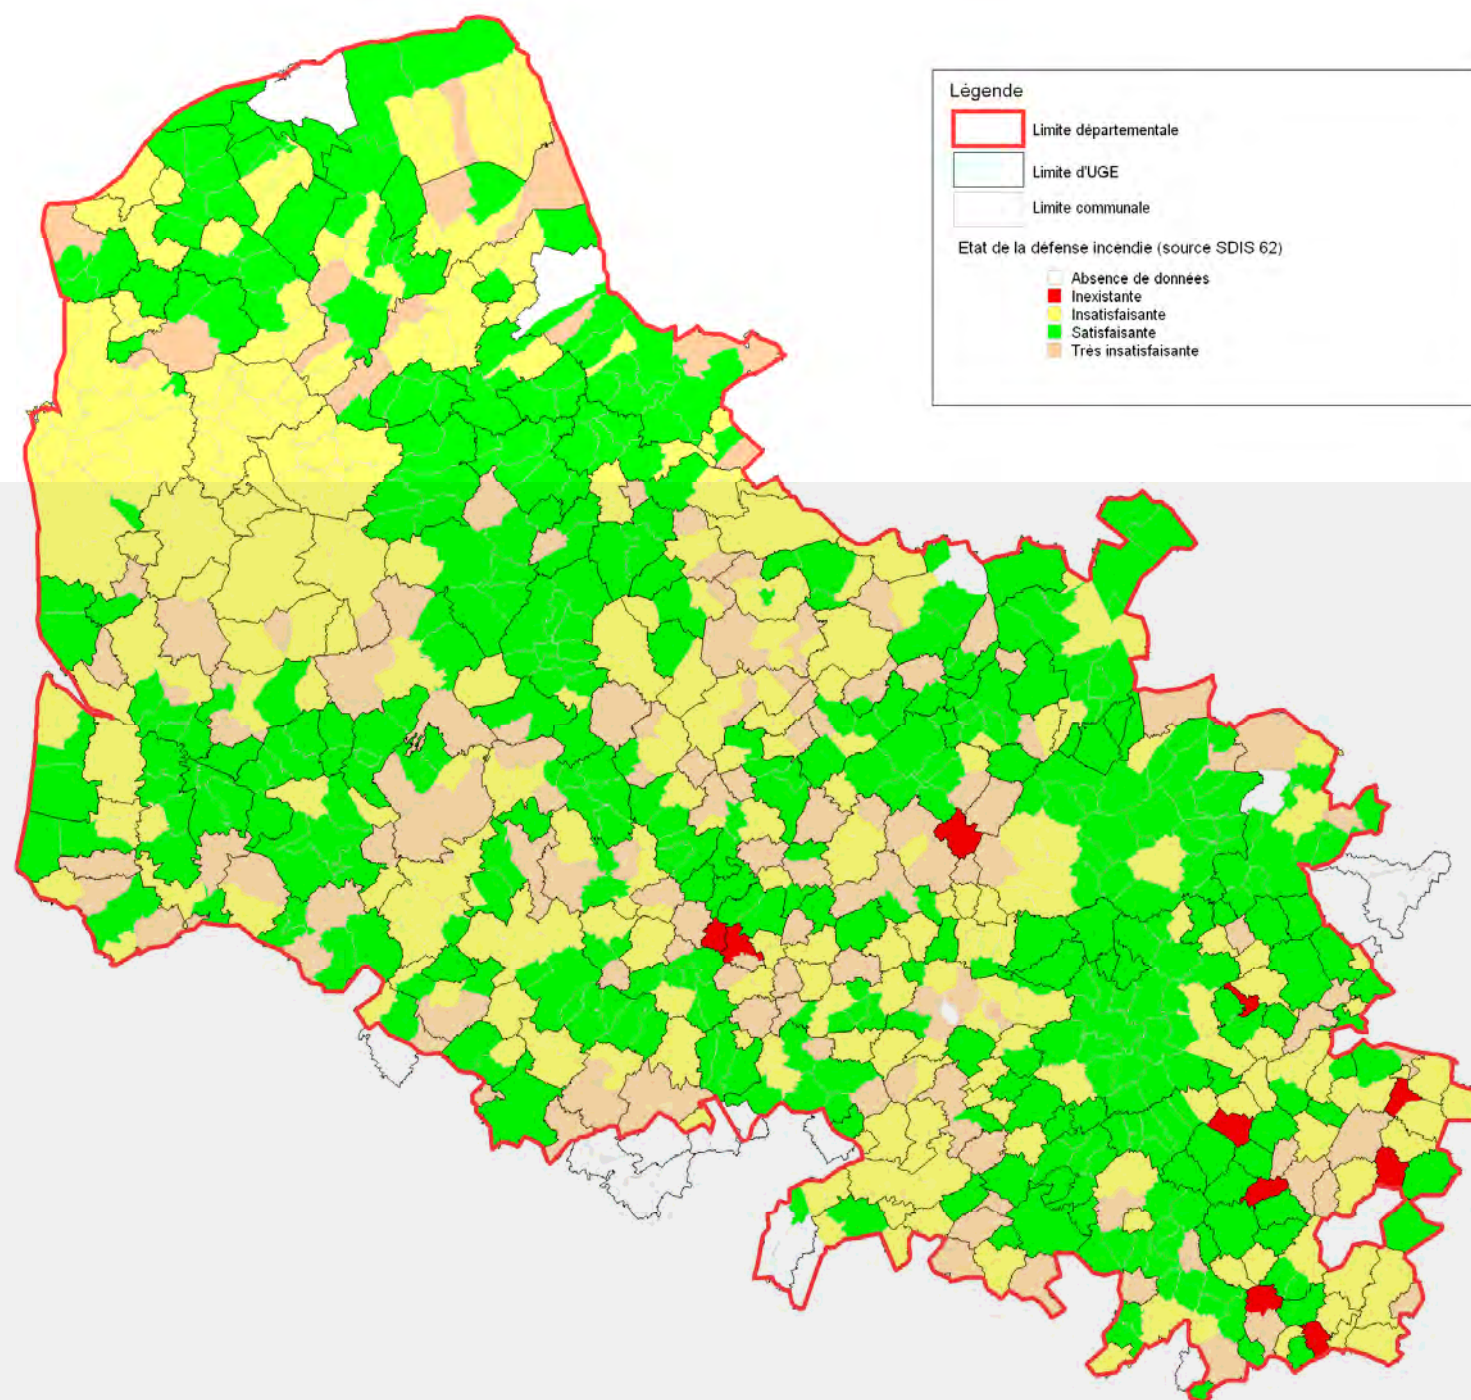 Légende
Limite départementale
Limite d'UGE
Limite communale
Etat de la défense incendie (source SDIS 62)
Absence de données
Inexistante
Insatisfaisante
Satisfaisante
Très insatisfaisante